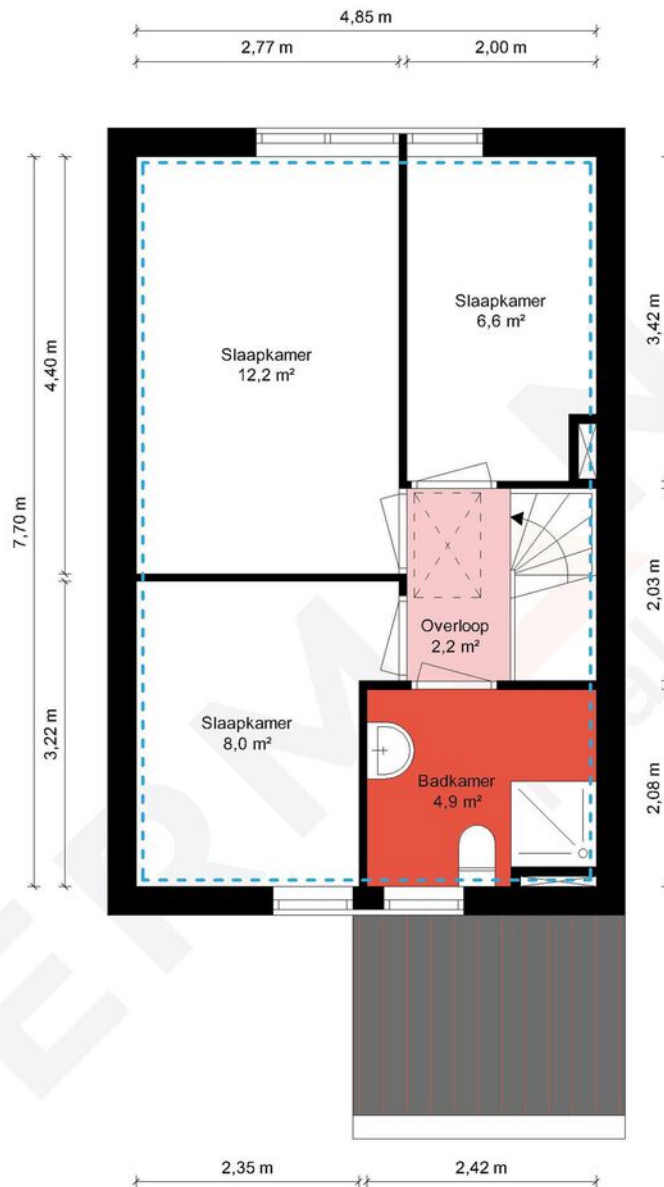 4,85 m
2,77 m
2,00 m
Slaapkamer
6,6 m²
3,42 m
Slaapkamer
12,2 m²
4,40 m
7,70 m
2,03 m
Overloop
2,2 m²
Slaapkamer
8,0 m²
3,22 m
Badkamer
4,9 m²
2,08 m
2,35 m
2,42 m